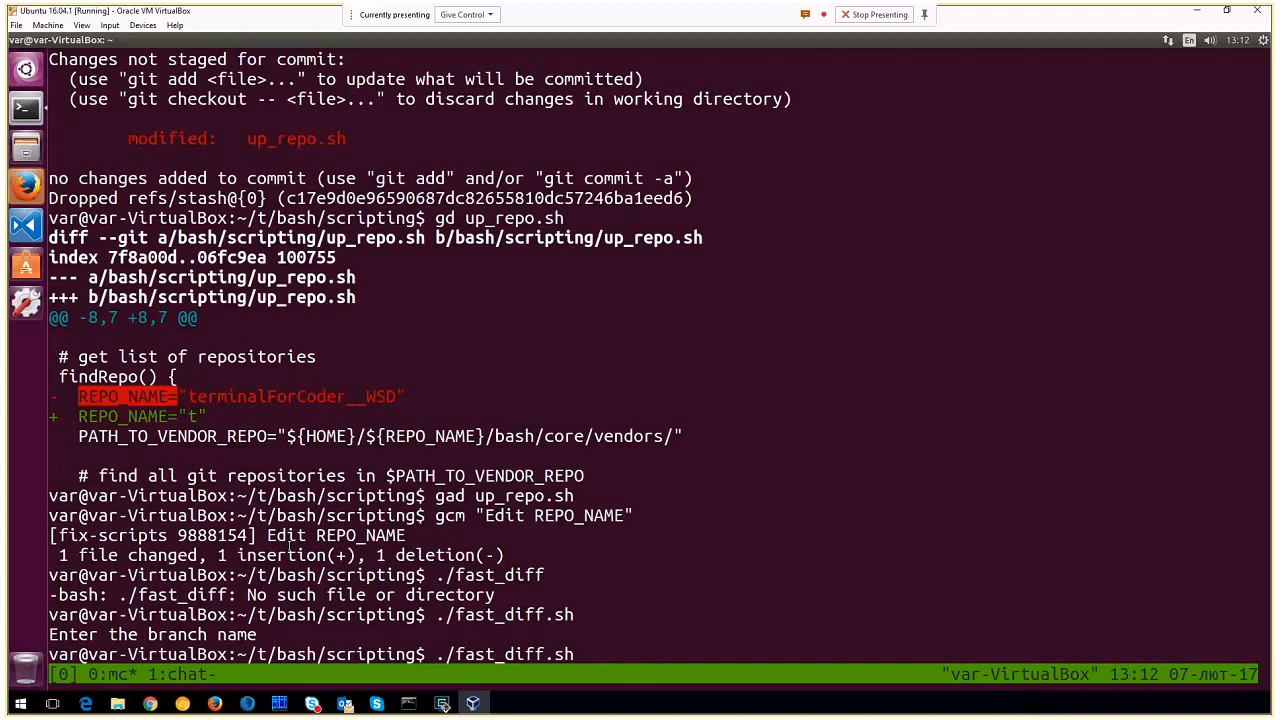 Ubuntu 16.04.1 [Running] - Oracle VM VirtualBox
Currently presenting Give Control Stop Presenting
File Machine View Input Devices Help
var@var-VirtualBox: ~ En 13:12
Changes not staged for commit:
(use "git add <file>..." to update what will be committed)
(use "git checkout -- <file>..." to discard changes in working directory)
modified: up_repo.sh
no changes added to commit (use "git add" and/or "git commit -a")
Dropped refs/stash@{0} (c17e9d0e96590687dc82655810dc57246ba1eed6)
var@var-VirtualBox:~/t/bash/scripting$ gd up_repo.sh
diff --git a/bash/scripting/up_repo.sh b/bash/scripting/up_repo.sh
index 7f8a00d..06fc9ea 100755
--- a/bash/scripting/up_repo.sh
+++ b/bash/scripting/up_repo.sh
@@ -8,7 +8,7 @@
# get list of repositories
findRepo() {
- REPO_NAME="terminalForCoder__WSD"
+ REPO_NAME="t"
PATH_TO_VENDOR_REPO="${HOME}/${REPO_NAME}/bash/core/vendors/"
# find all git repositories in $PATH_TO_VENDOR_REPO
var@var-VirtualBox:~/t/bash/scripting$ gad up_repo.sh
var@var-VirtualBox:~/t/bash/scripting$ gcm "Edit REPO_NAME"
[fix-scripts 9888154] Edit REPO_NAME
1 file changed, 1 insertion(+), 1 deletion(-)
var@var-VirtualBox:~/t/bash/scripting$ ./fast_diff
-bash: ./fast_diff: No such file or directory
var@var-VirtualBox:~/t/bash/scripting$ ./fast_diff.sh
Enter the branch name
var@var-VirtualBox:~/t/bash/scripting$ ./fast_diff.sh
[0] 0:mc* 1:chat- "var-VirtualBox" 13:12 07-лют-17